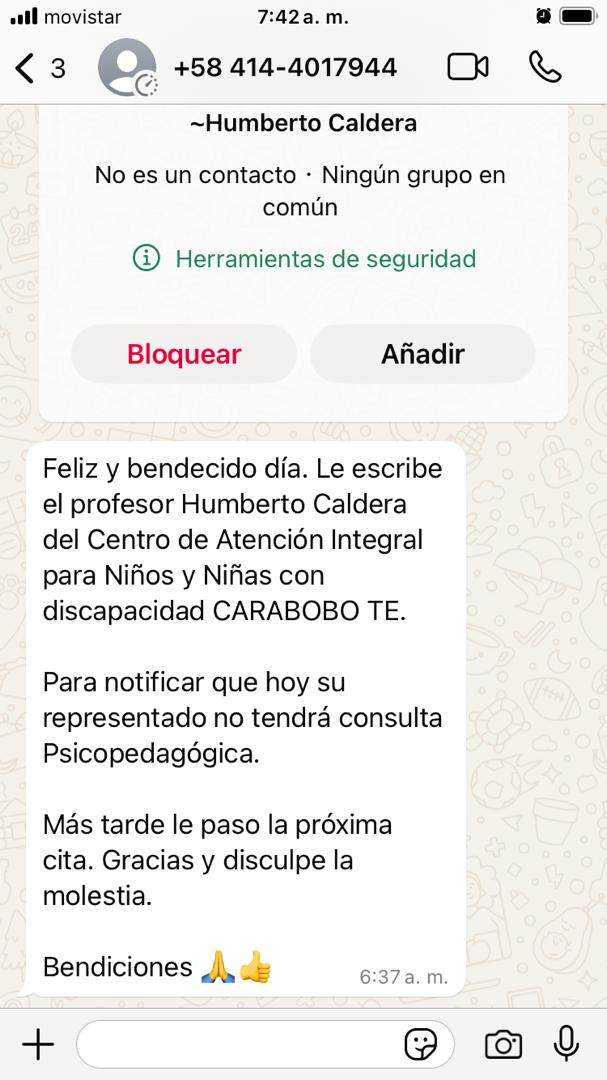 movistar
7:42 a. m.
3
+58 414-4017944
~Humberto Caldera
No es un contacto · Ningún grupo en
común
Herramientas de seguridad
Bloquear
Añadir
Feliz y bendecido día. Le escribe
el profesor Humberto Caldera
del Centro de Atención Integral
para Niños y Niñas con
discapacidad CARABOBO TE.
Para notificar que hoy su
representado no tendrá consulta
Psicopedagógica.
Más tarde le paso la próxima
cita. Gracias y disculpe la
molestia.
Bendiciones 🙏👍
6:37 a. m.